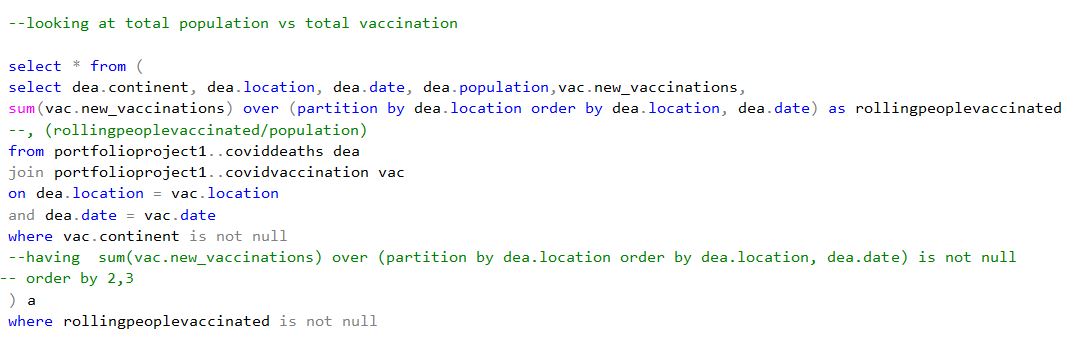 --looking at total population vs total vaccination
select * from (
select dea.continent, dea.location, dea.date, dea.population,vac.new_vaccinations,
sum(vac.new_vaccinations) over (partition by dea.location order by dea.location, dea.date) as rollingpeoplevaccinated
--, (rollingpeoplevaccinated/population)
from portfolioproject1..coviddeaths dea
join portfolioproject1..covidvaccination vac
on dea.location = vac.location
and dea.date = vac.date
where vac.continent is not null
--having  sum(vac.new_vaccinations) over (partition by dea.location order by dea.location, dea.date) is not null
-- order by 2,3
) a
where rollingpeoplevaccinated is not null